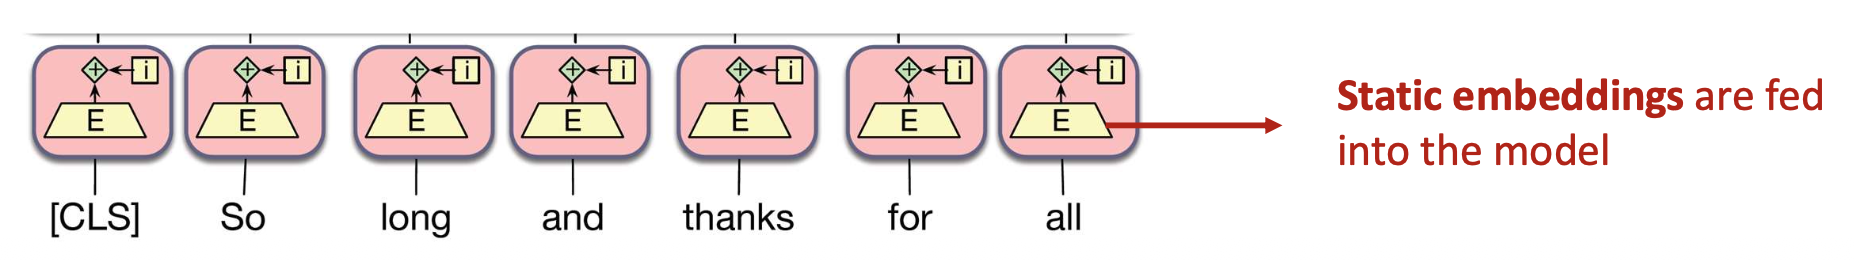 + i + i + i + i + i + i + i
E E E E E E E
[CLS] So long and thanks for all
Static embeddings are fed
into the model